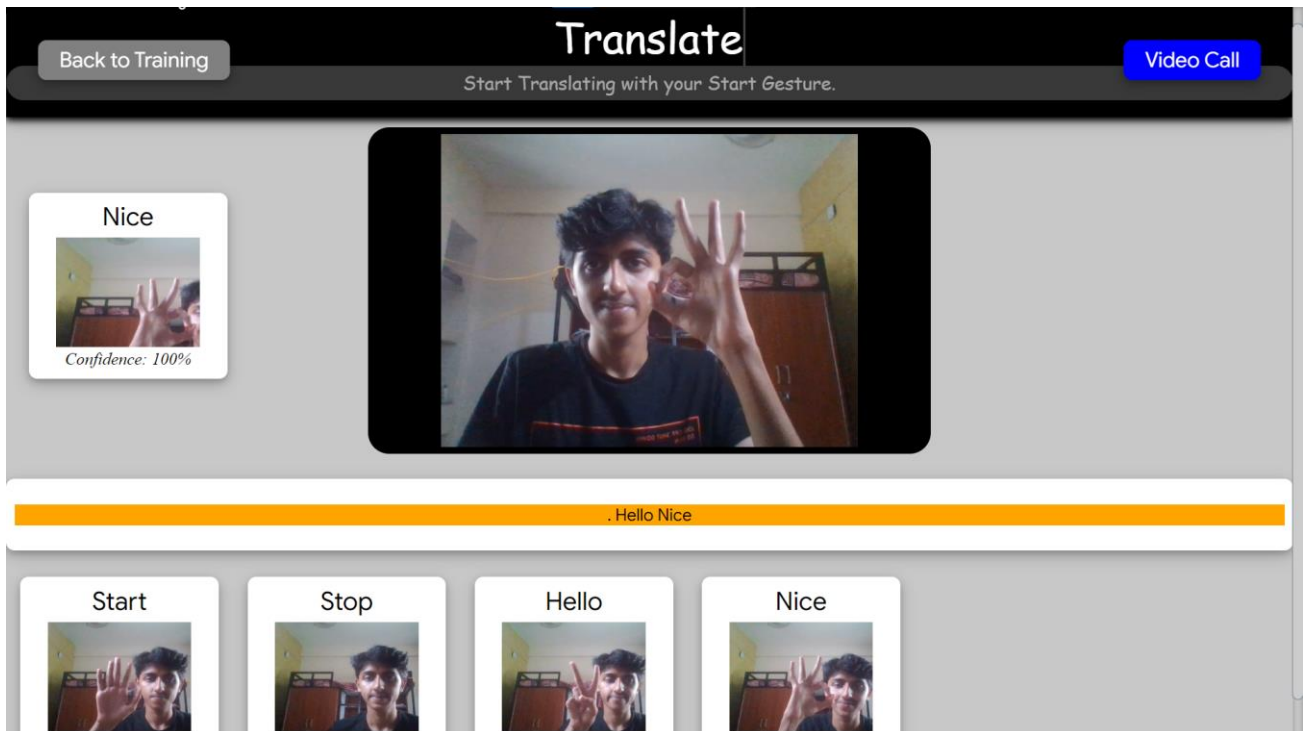 Translate
Back to Training
Video Call
Start Translating with your Start Gesture.
Nice
Confidence: 100%
. Hello Nice
Start
Stop
Hello
Nice